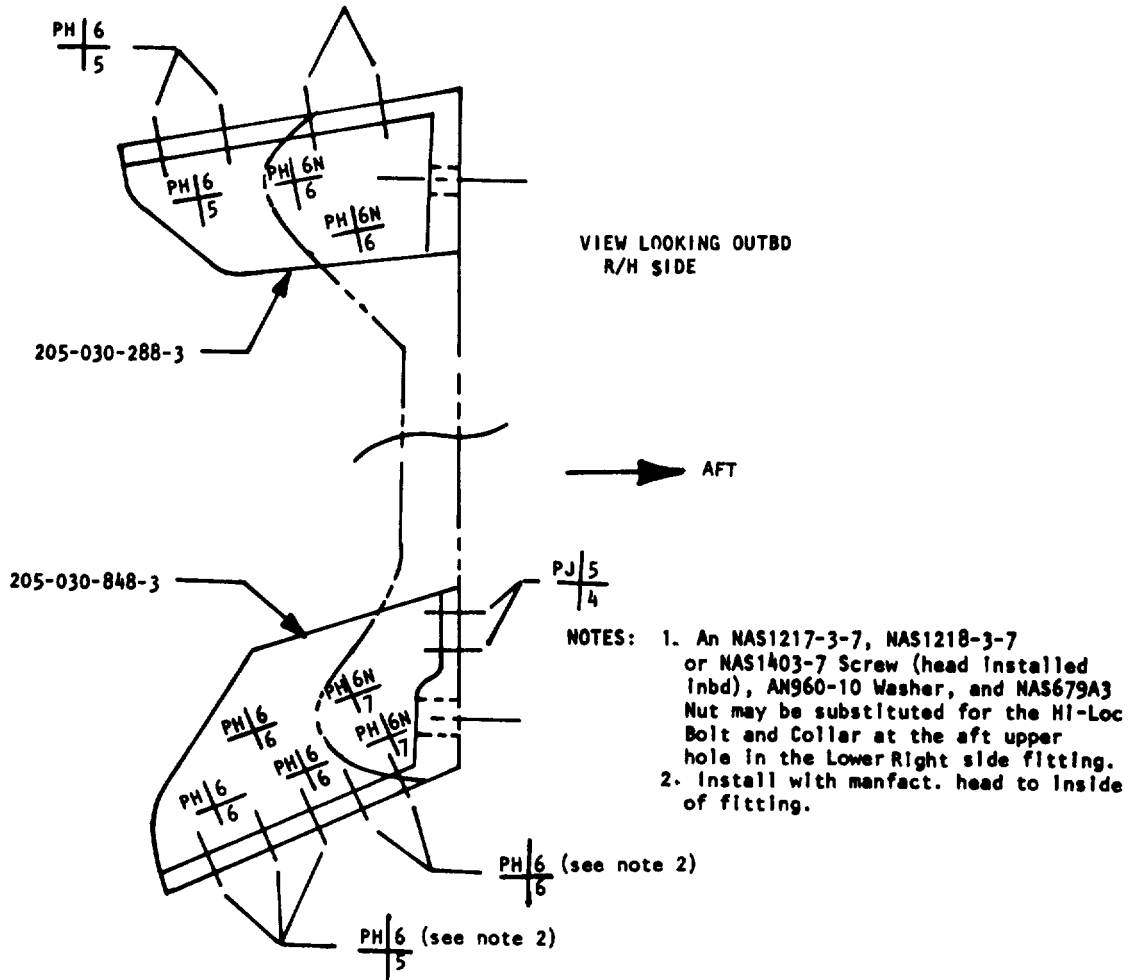 PH 6
5
PH 6
5
PH 6N
6
PH 6N
6
VIEW LOOKING OUTBD
R/H SIDE
205-030-288-3
AFT
205-030-848-3
PJ 5
4
NOTES: 1. An NAS1217-3-7, NAS1218-3-7
or NAS1403-7 Screw (head installed
inbd), AN960-10 Washer, and NAS679A3
Nut may be substituted for the Hi-Loc
Bolt and Collar at the aft upper
hole in the Lower Right side fitting.
2. Install with manfact. head to inside
of fitting.
PH 6N
7
PH 6
6
PH 6N
7
PH 6
6
PH 6
6
PH 6 (see note 2)
6
PH 6 (see note 2)
5